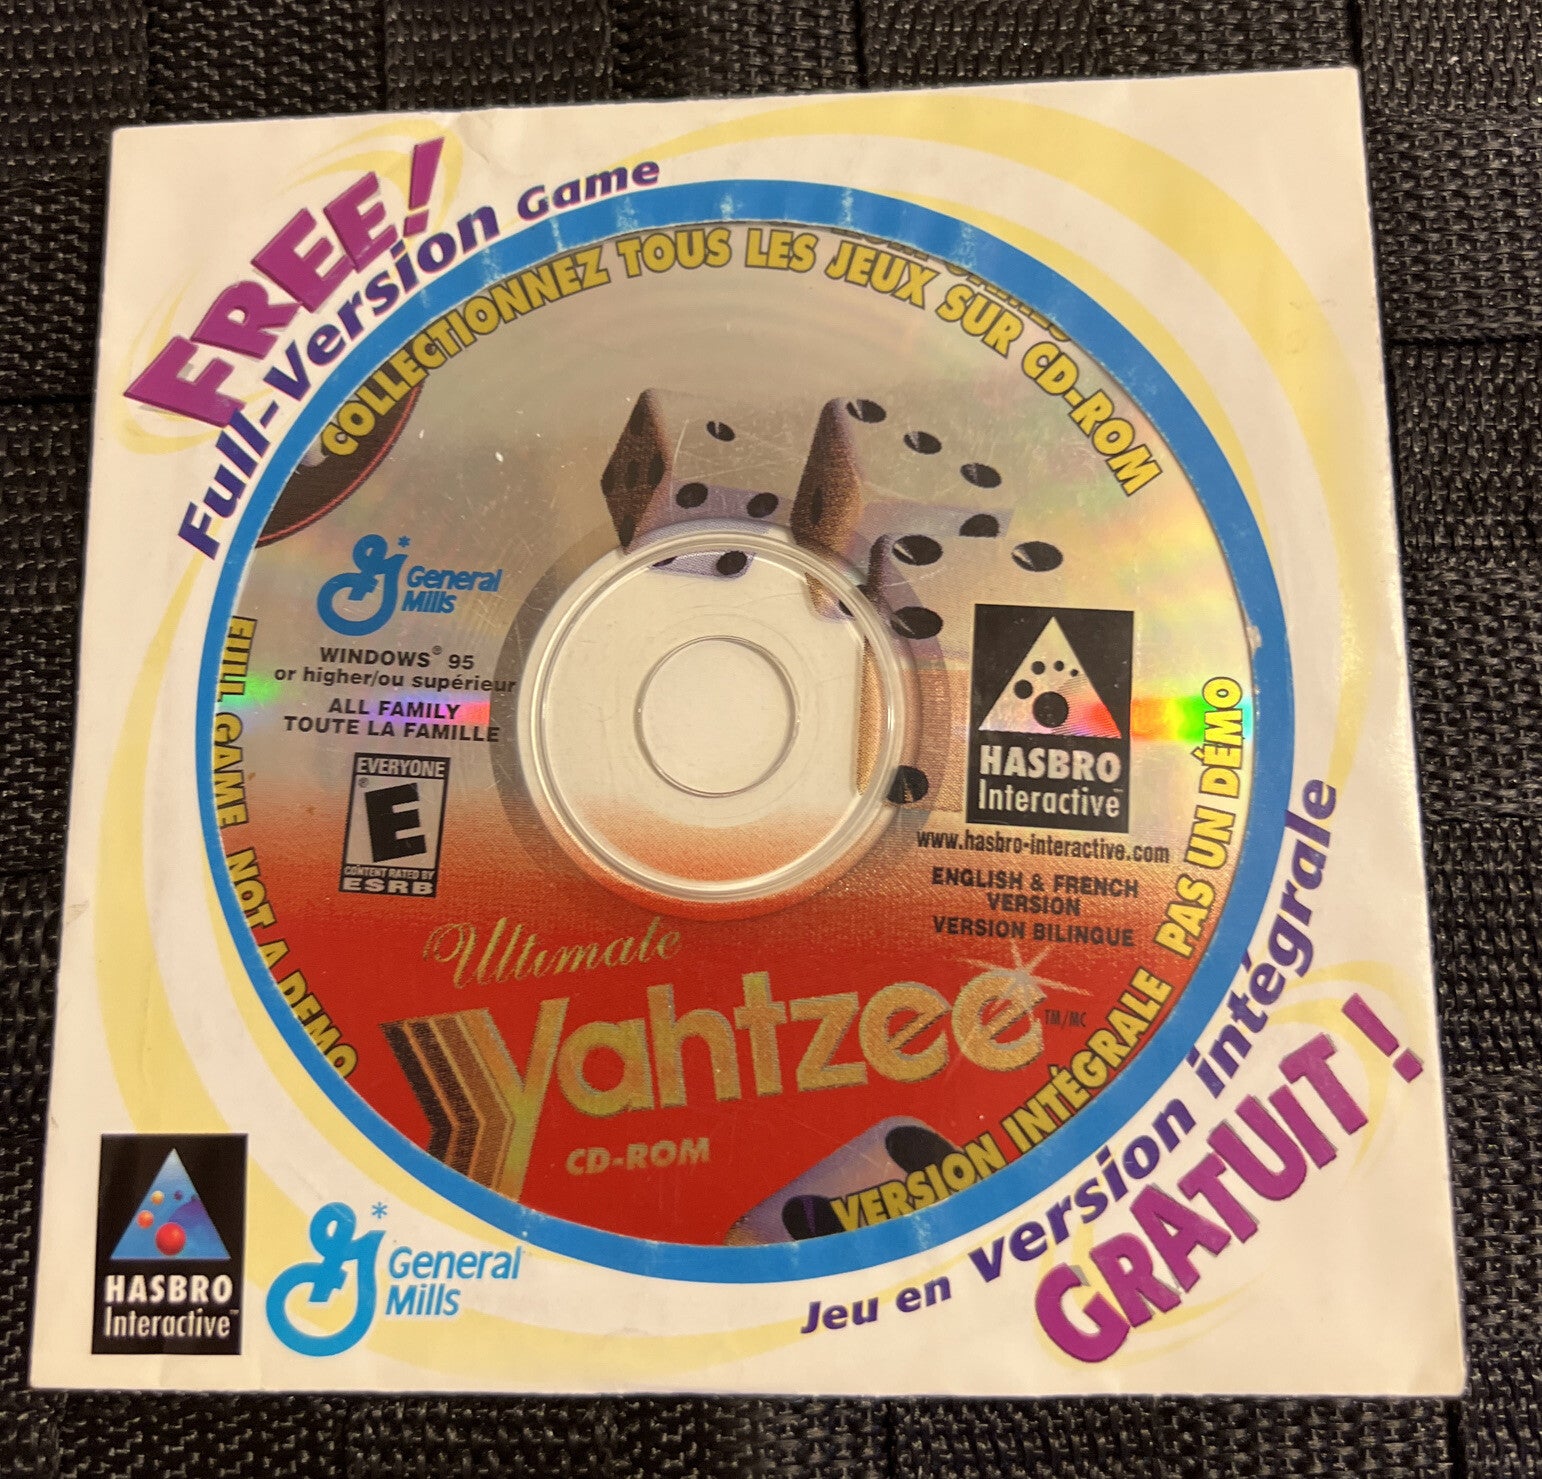 FREE!
Full-Version Game
COLLECTIONNEZ TOUS LES JEUX SUR CD-ROM
General
Mills
WINDOWS® 95
or higher/ou supérieur
ALL FAMILY
TOUTE LA FAMILLE
EVERYONE
E
CONTENT RATED BY
ESRB
HASBRO
Interactive™
www.hasbro-interactive.com
ENGLISH & FRENCH
VERSION
VERSION BILINGUE
FULL GAME NOT A DEMO
VERSION INTÉGRALE PAS UN DÉMO
Ultimate
Yahtzee TM/MC
CD-ROM
HASBRO
Interactive™
General
Mills
Jeu en version intégrale
GRATUIT !